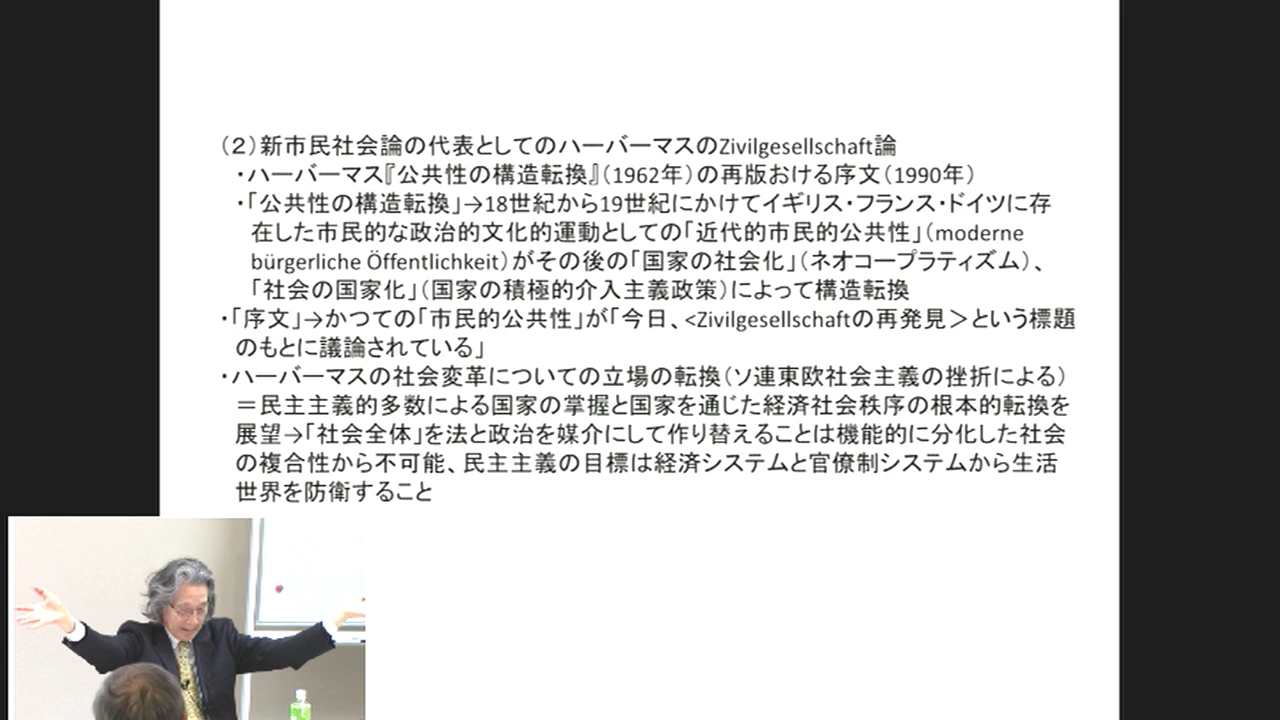 （２）新市民社会論の代表としてのハーバーマスのZivilgesellschaft論
・ハーバーマス『公共性の構造転換』（1962年）の再版おける序文（1990年）
・「公共性の構造転換」→18世紀から19世紀にかけてイギリス・フランス・ドイツに存
在した市民的な政治的文化的運動としての「近代的市民的公共性」（moderne
bürgerliche Öffentlichkeit）がその後の「国家の社会化」（ネオコープラティズム）、
「社会の国家化」（国家の積極的介入主義政策）によって構造転換
・「序文」→かつての「市民的公共性」が「今日、<Zivilgesellschaftの再発見＞という標題
のもとに議論されている」
・ハーバーマスの社会変革についての立場の転換（ソ連東欧社会主義の挫折による）
＝民主主義的多数による国家の掌握と国家を通じた経済社会秩序の根本的転換を
展望→「社会全体」を法と政治を媒介にして作り替えることは機能的に分化した社会
の複合性から不可能、民主主義の目標は経済システムと官僚制システムから生活
世界を防衛すること